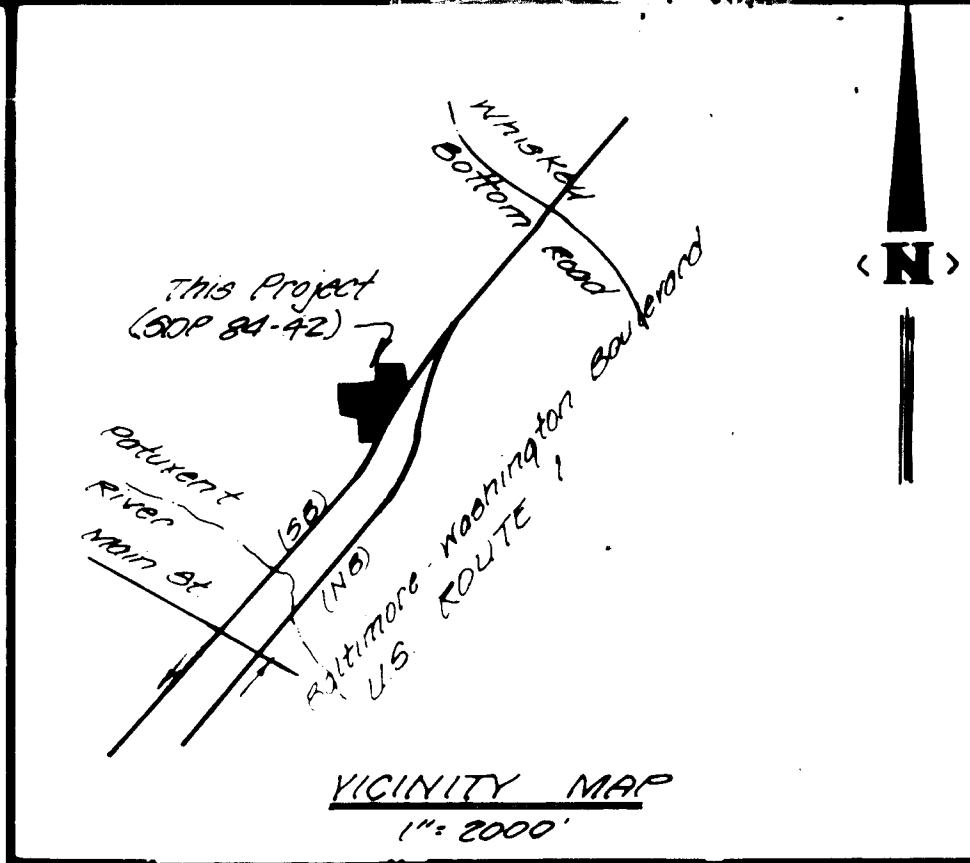 Whiskey
Bottom
Road
< N >
This Project
(SDP 84-42)
Patuxent
River
Main St.
(SB)
(NB)
Baltimore - Washington Boulevard
U.S. ROUTE 1
VICINITY MAP
1"= 2000'